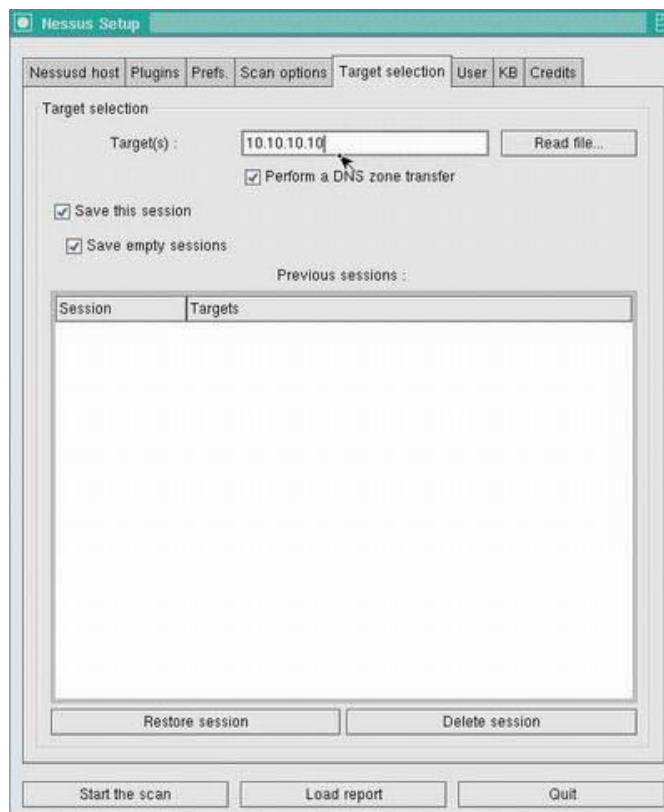 Nessus Setup
Nessusd host Plugins Prefs. Scan options Target selection User KB Credits
Target selection
Target(s) : 10.10.10.10 Read file...
Perform a DNS zone transfer
Save this session
Save empty sessions
Previous sessions :
Session Targets
Restore session Delete session
Start the scan Load report Quit